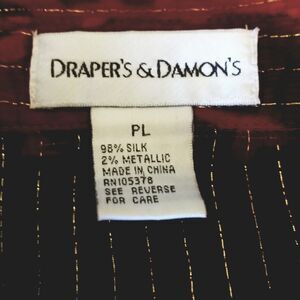 DRAPER'S & DAMON'S
PL
98% SILK
2% METALLIC
MADE IN CHINA
RN105378
SEE REVERSE
FOR CARE